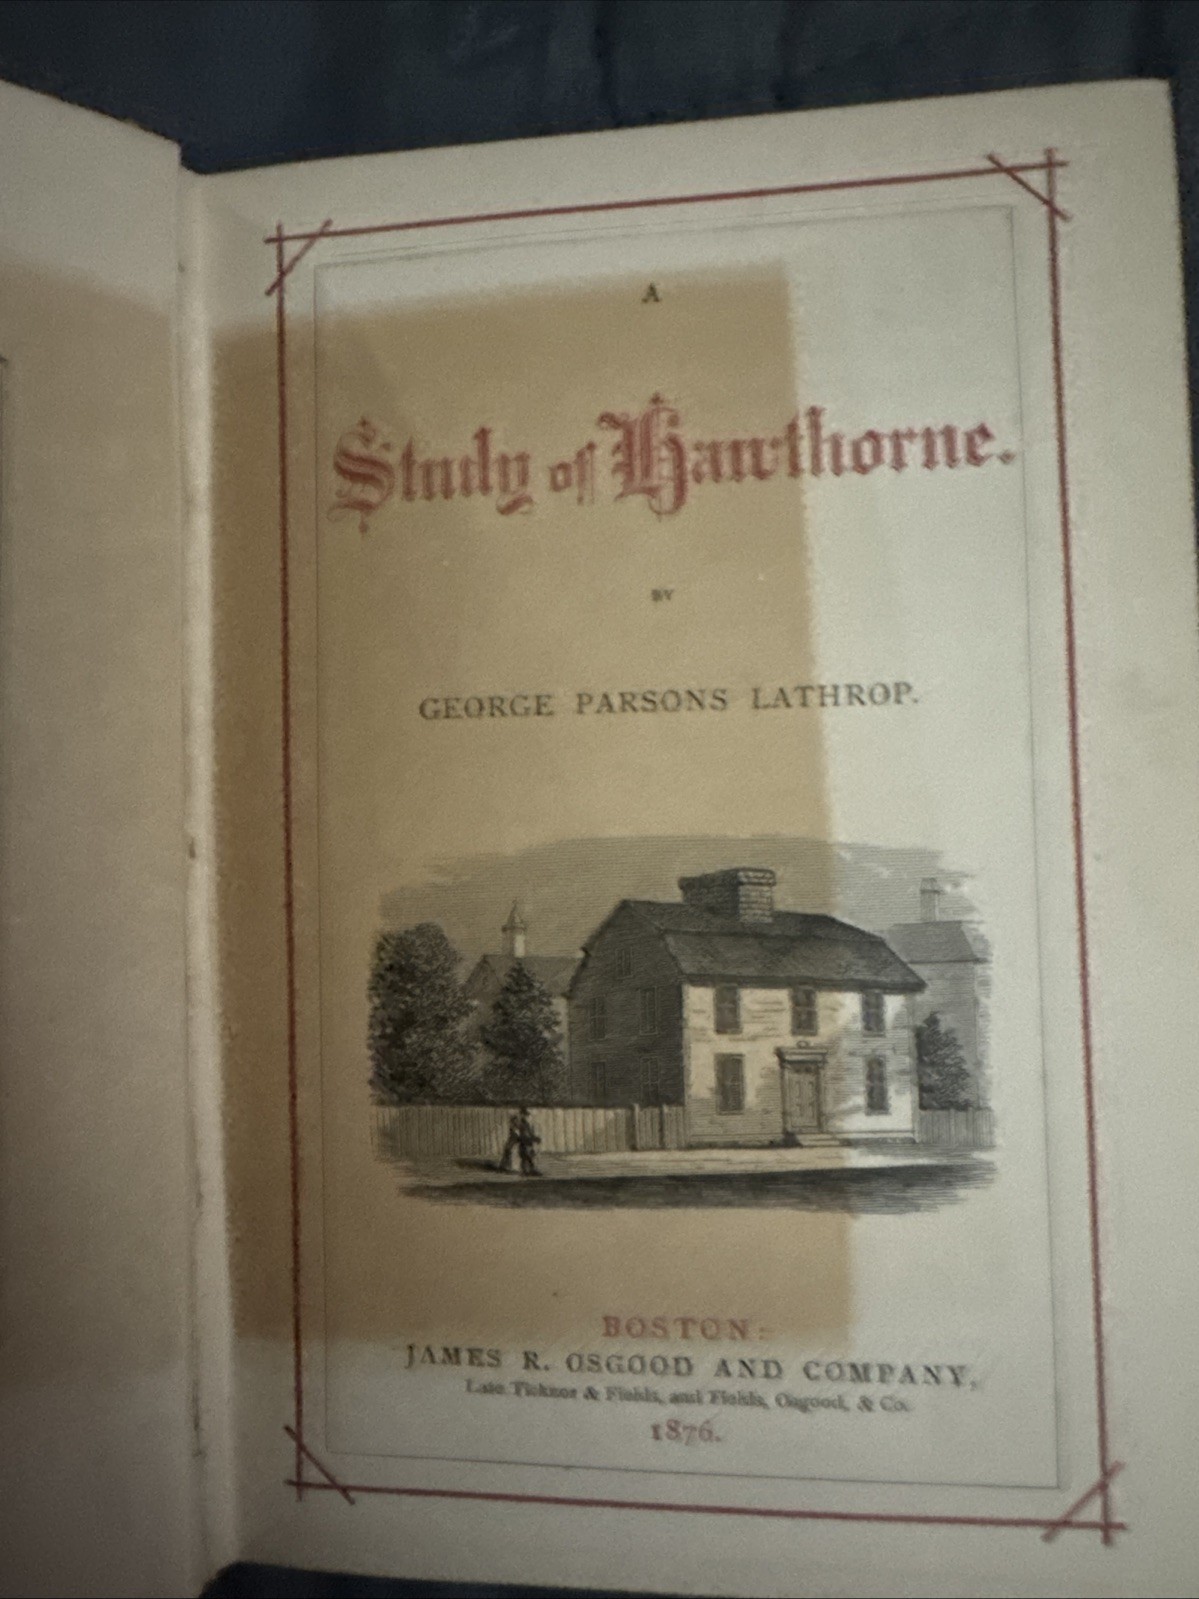 A
Study of Hawthorne.
BY
GEORGE PARSONS LATHROP.
BOSTON:
JAMES R. OSGOOD AND COMPANY,
Late Ticknor & Fields, and Fields, Osgood, & Co.
1876.